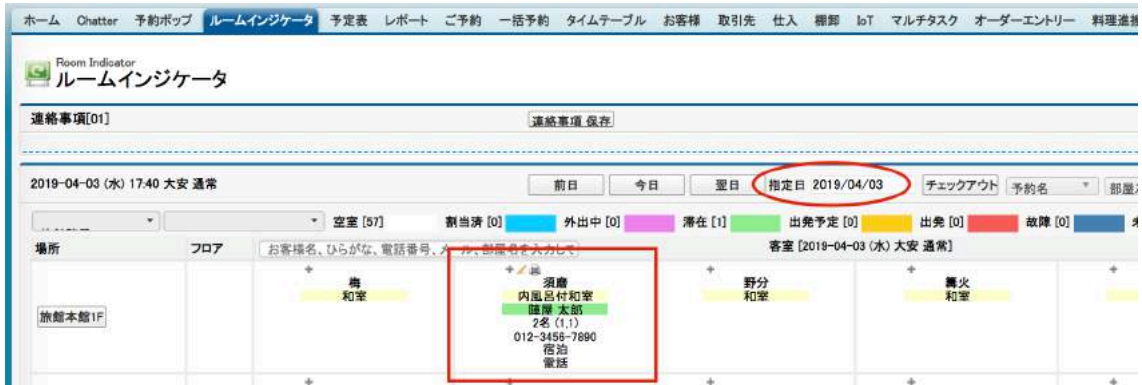 ホーム Chatter 予約ポップ ルームインジケータ 予定表 レポート ご予約 一括予約 タイムテーブル お客様 取引先 仕入 棚卸 IoT マルチタスク オーダーエントリー 料理進捗
Room Indicator
ルームインジケータ
連絡事項[01] 連絡事項 保存
2019-04-03 (水) 17:40 大安 通常 前日 今日 翌日 指定日 2019/04/03 チェックアウト 予約名 部屋
空室 [57] 割当済 [0] 外出中 [0] 滞在 [1] 出発予定 [0] 出発 [0] 故障 [0]
場所 フロア お客様名、ひらがな、電話番号、メール、部屋名を入力して 客室 [2019-04-03 (水) 大安 通常]
旅館本館1F
梅
和室
須磨
内風呂付和室
陣屋 太郎
2名 (1,1)
012-3456-7890
宿泊
電話
野分
和室
篝火
和室